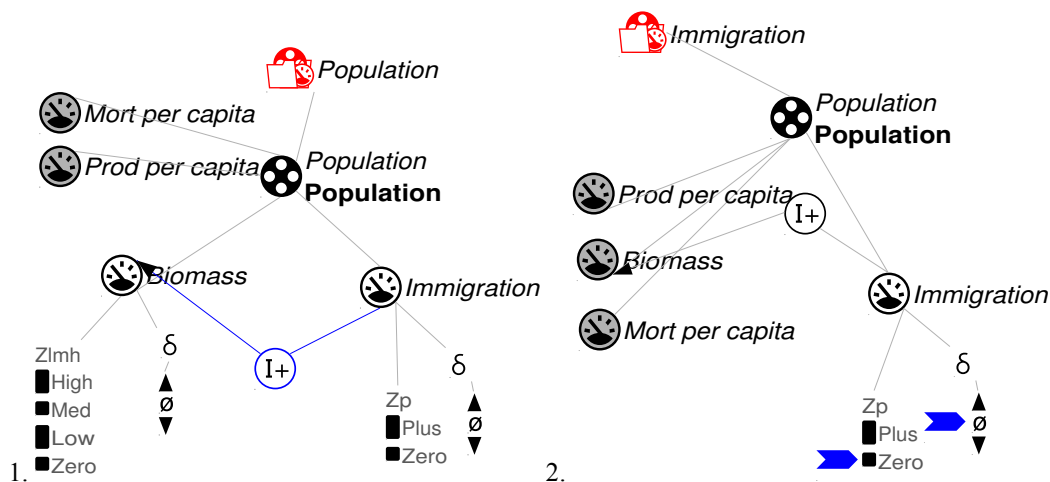 Population
Mort per capita
Prod per capita
Population
Population
Biomass
Immigration
I+
δ
δ
Zlmh
High
Med
Low
Zero
ø
Zp
Plus
Zero
ø
1.
Immigration
Population
Population
Prod per capita
I+
Biomass
Immigration
Mort per capita
δ
Zp
Plus
Zero
ø
2.